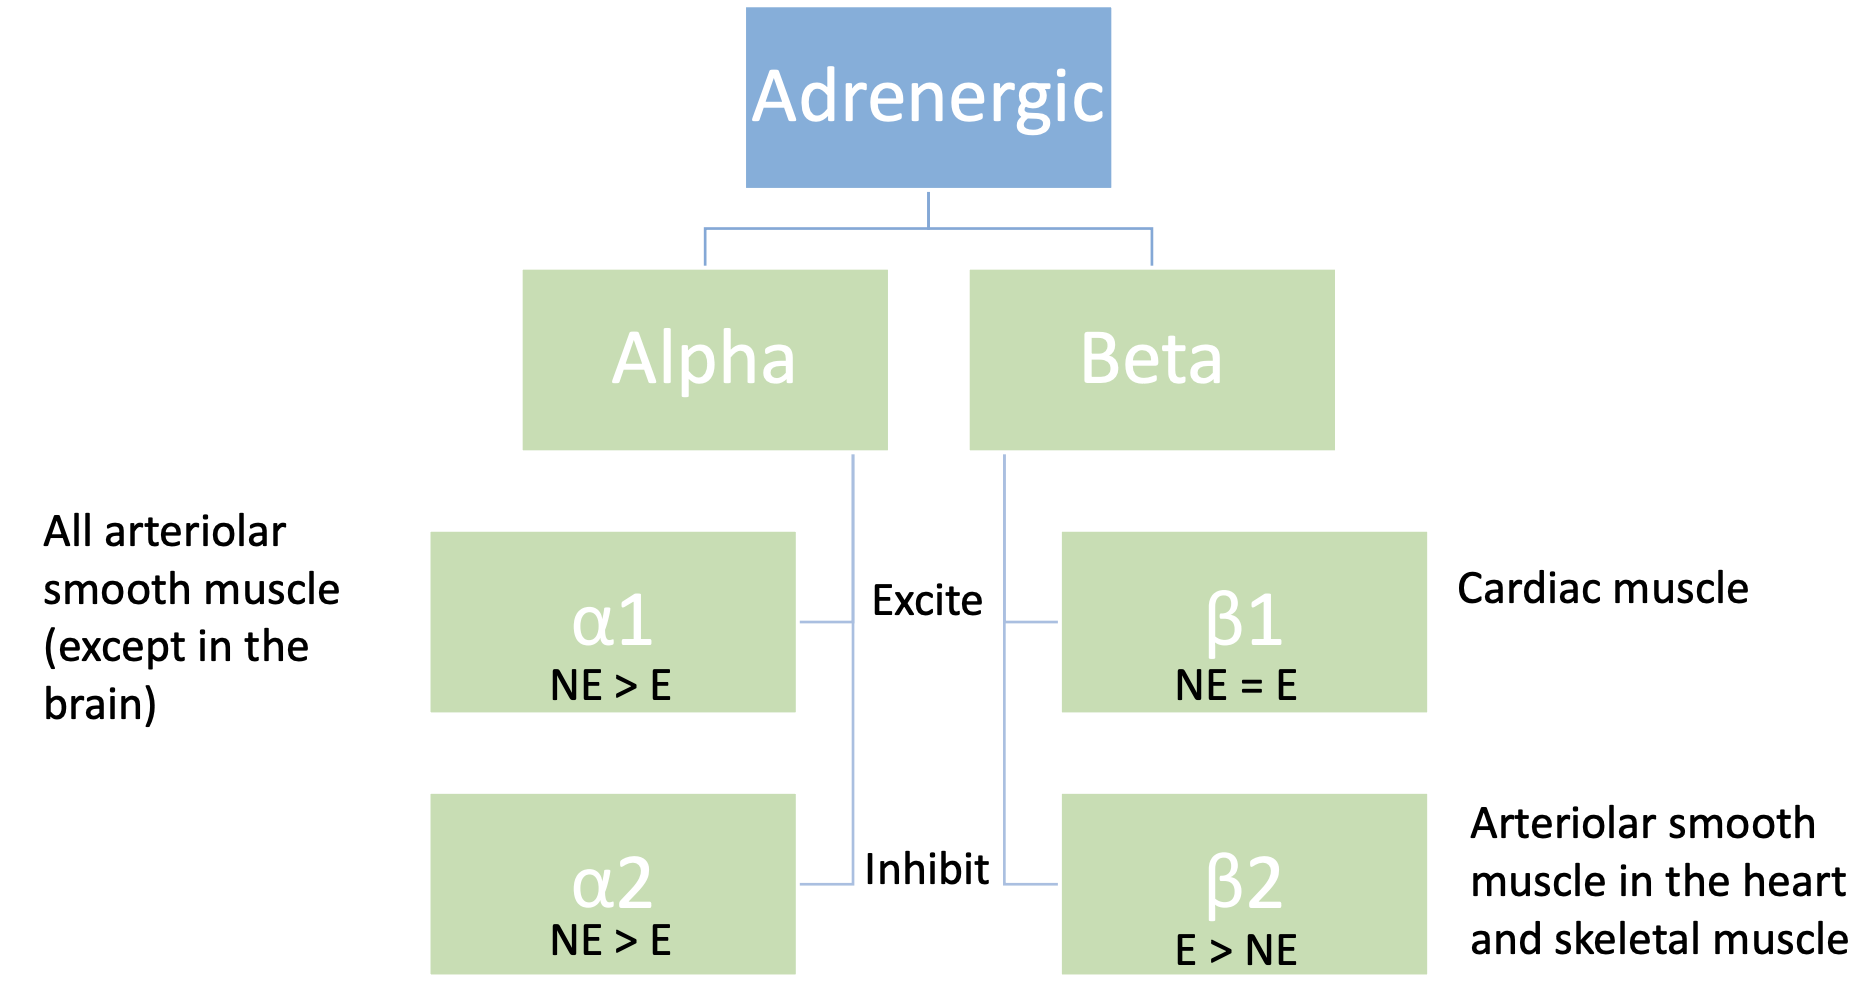 Adrenergic
Alpha
Beta
All arteriolar
smooth muscle
(except in the
brain)
α1
NE > E
Excite
β1
NE = E
Cardiac muscle
α2
NE > E
Inhibit
β2
E > NE
Arteriolar smooth
muscle in the heart
and skeletal muscle